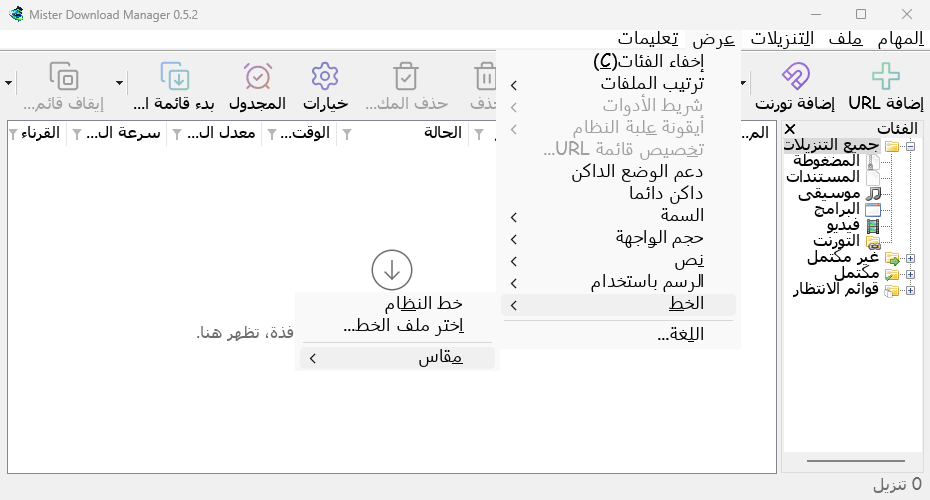 Mister Download Manager 0.5.2
المهام ملف التنزيلات عرض تعليمات
إضافة URL إضافة تورنت حذف حذف المك... خيارات المجدول بدء قائمة ا... إيقاف قائم...
إخفاء الفئات(C)
ترتيب الملفات
شريط الأدوات
أيقونة علبة النظام
تخصيص قائمة URL...
دعم الوضع الداكن
داكن دائما
السمة
حجم الواجهة
نص
الرسم باستخدام
الخط
اللغة...
خط النظام
اختر ملف الخط...
مقاس
الفئات
جميع التنزيلات
المضغوطة
المستندات
موسيقى
البرامج
فيديو
التورنت
غير مكتمل
مكتمل
قوائم الانتظار
الم... الحالة الوقت... معدل ال... سرعة ال... القرناء
فذة، تظهر هنا.
0 تنزيل